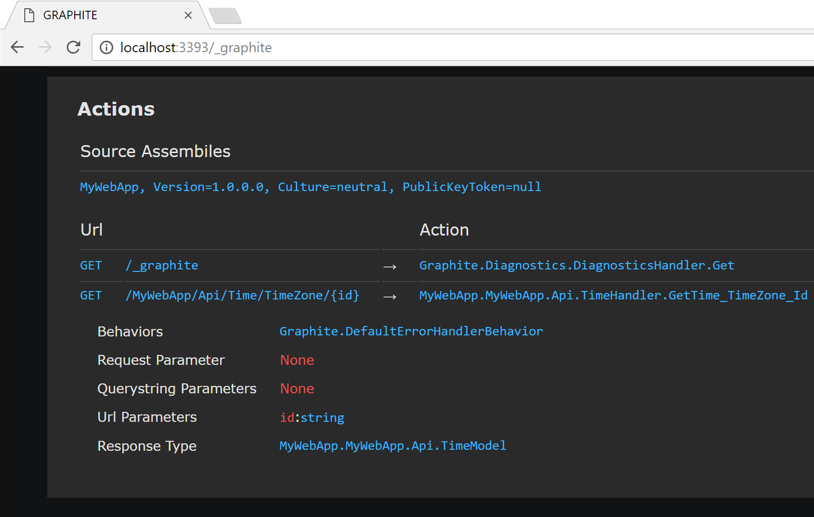 GRAPHITE
localhost:3393/_graphite
Actions
Source Assembiles
MyWebApp, Version=1.0.0.0, Culture=neutral, PublicKeyToken=null
Url Action
GET /_graphite → Graphite.Diagnostics.DiagnosticsHandler.Get
GET /MyWebApp/Api/Time/TimeZone/{id} → MyWebApp.MyWebApp.Api.TimeHandler.GetTime_TimeZone_Id
Behaviors Graphite.DefaultErrorHandlerBehavior
Request Parameter None
Querystring Parameters None
Url Parameters id:string
Response Type MyWebApp.MyWebApp.Api.TimeModel